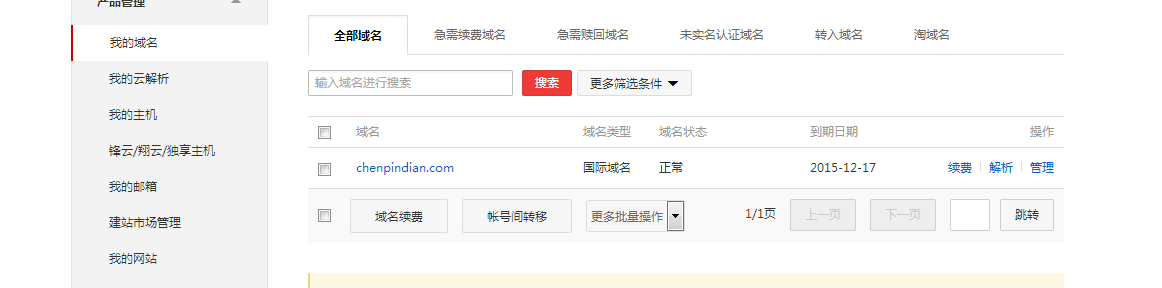 产品管理
我的域名
我的云解析
我的主机
锋云/翔云/独享主机
我的邮箱
建站市场管理
我的网站
全部域名 急需续费域名 急需赎回域名 未实名认证域名 转入域名 淘域名
输入域名进行搜索 搜索 更多筛选条件
域名 域名类型 域名状态 到期日期 操作
chenpindian.com 国际域名 正常 2015-12-17 续费 解析 管理
域名续费 帐号间转移 更多批量操作 1/1页 上一页 下一页 跳转